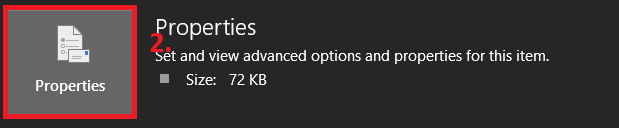 Properties
2.
Set and view advanced options and properties for this item.
Size: 72 KB
Properties